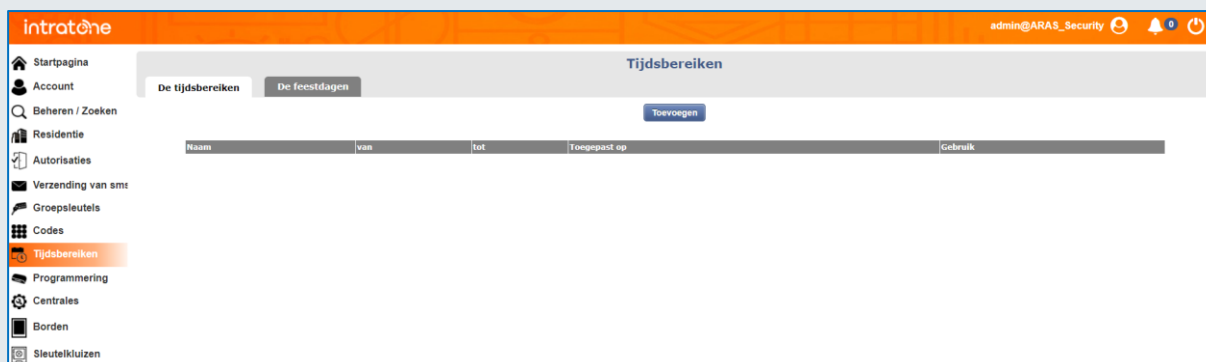 intratone
admin@ARAS_Security 0
Startpagina
Account
Beheren / Zoeken
Residentie
Autorisaties
Verzending van sms
Groepsleutels
Codes
Tijdsbereiken
Programmering
Centrales
Borden
Sleutelkluizen
Tijdsbereiken
De tijdsbereiken De feestdagen
Toevoegen
Naam van tot Toegepast op Gebruik